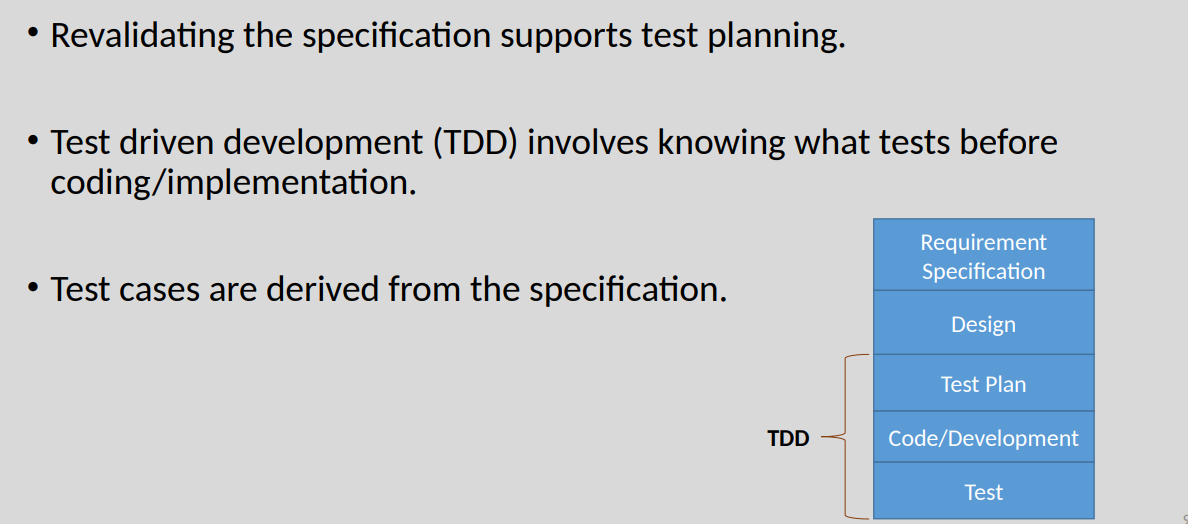 • Revalidating the specification supports test planning.
• Test driven development (TDD) involves knowing what tests before
coding/implementation.
• Test cases are derived from the specification.
Requirement
Specification
Design
Test Plan
TDD
Code/Development
Test